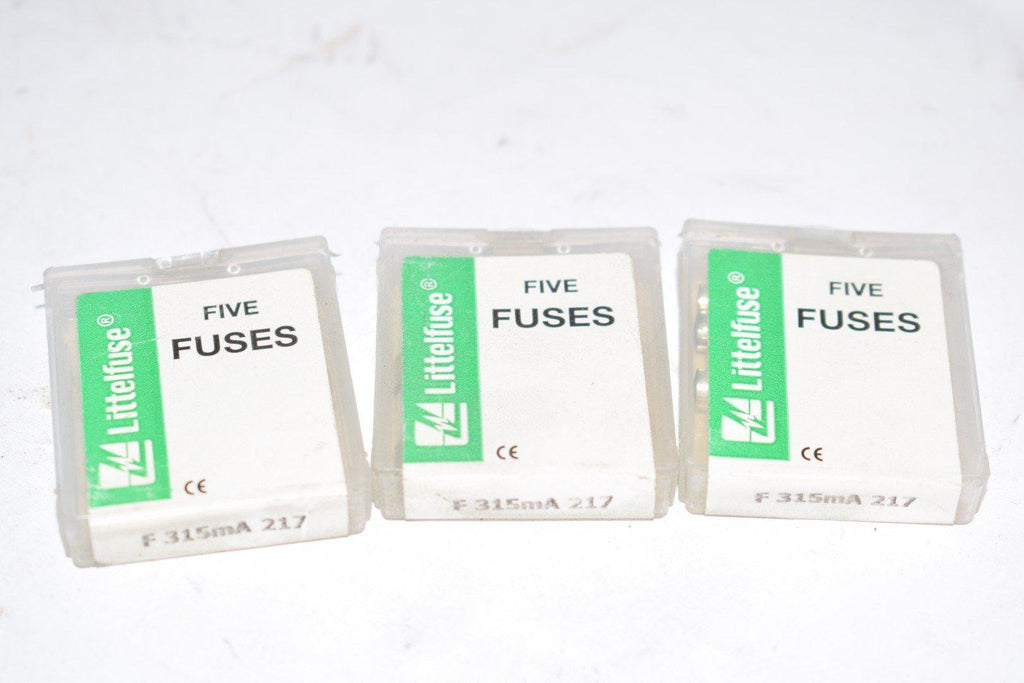 Littelfuse®
FIVE
FUSES
CE
F 315mA 217
Littelfuse®
FIVE
FUSES
CE
F 315mA 217
Littelfuse®
FIVE
FUSES
CE
F 315mA 217